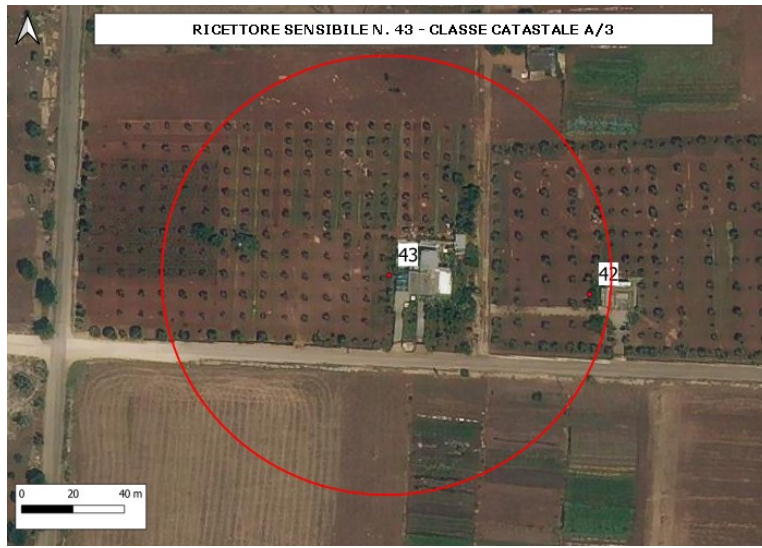 RICETTORE SENSIBILE N. 43 - CLASSE CATASTALE A/3
43
42
0 20 40 m